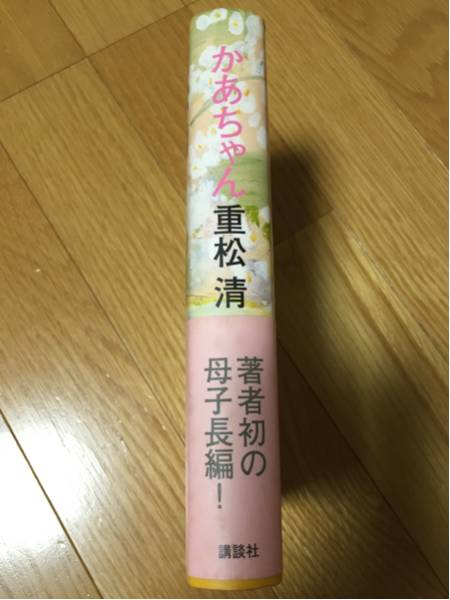 かあちゃん
重松 清
著者初の
母子長編!
講談社